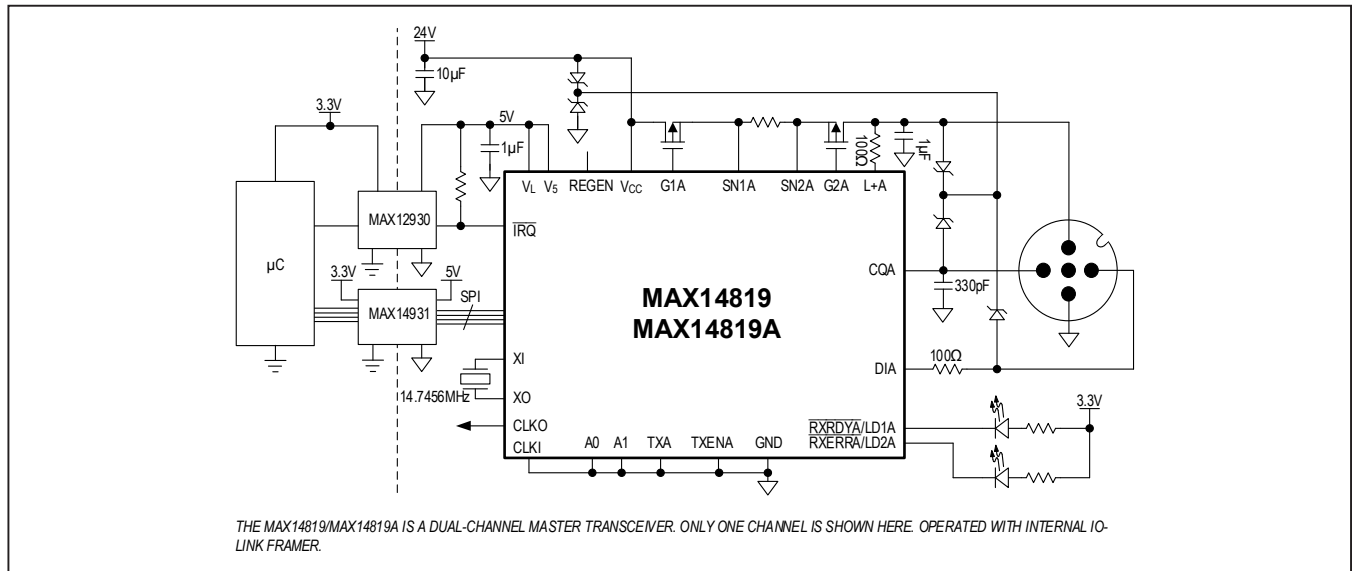 24V
10µF
3.3V
5V
1µF
100Ω
1µF
VL V5 REGEN VCC G1A SN1A SN2A G2A L+A
MAX12930
IRQ
µC
3.3V 5V
MAX14931
SPI
MAX14819
MAX14819A
CQA
330pF
XI
XO
14.7456MHz
DIA
100Ω
CLKO
CLKI
A0 A1 TXA TXENA GND
RXRDYA/LD1A
RXERRA/LD2A
3.3V
THE MAX14819/MAX14819A IS A DUAL-CHANNEL MASTER TRANSCEIVER. ONLY ONE CHANNEL IS SHOWN HERE. OPERATED WITH INTERNAL IO-
LINK FRAMER.